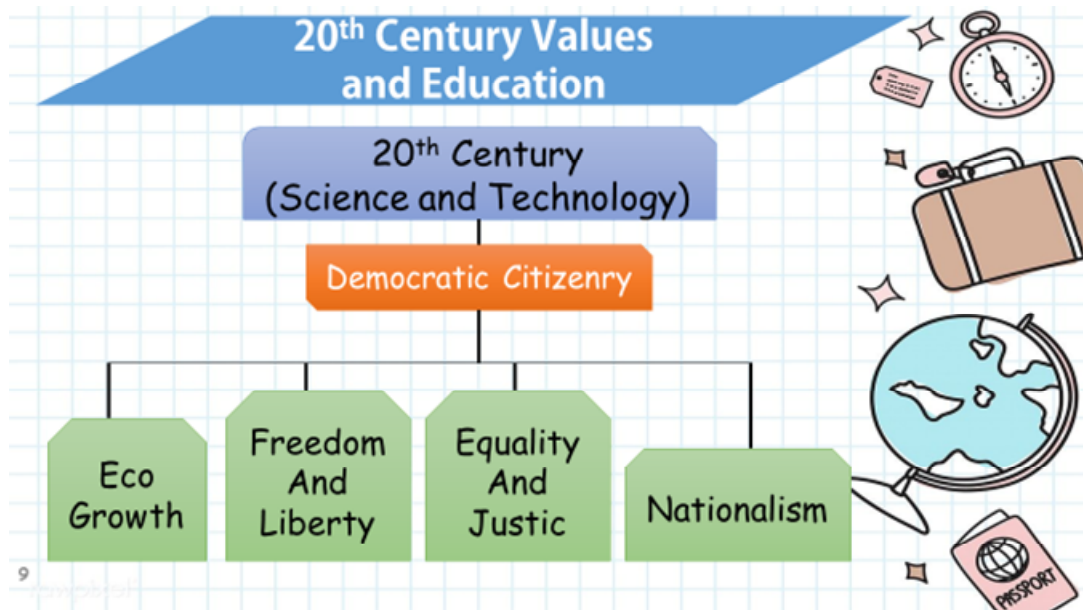 20th Century Values
and Education
20th Century
(Science and Technology)
Democratic Citizenry
Eco
Growth
Freedom
And
Liberty
Equality
And
Justic
Nationalism
PASSPORT
9
rawpixel